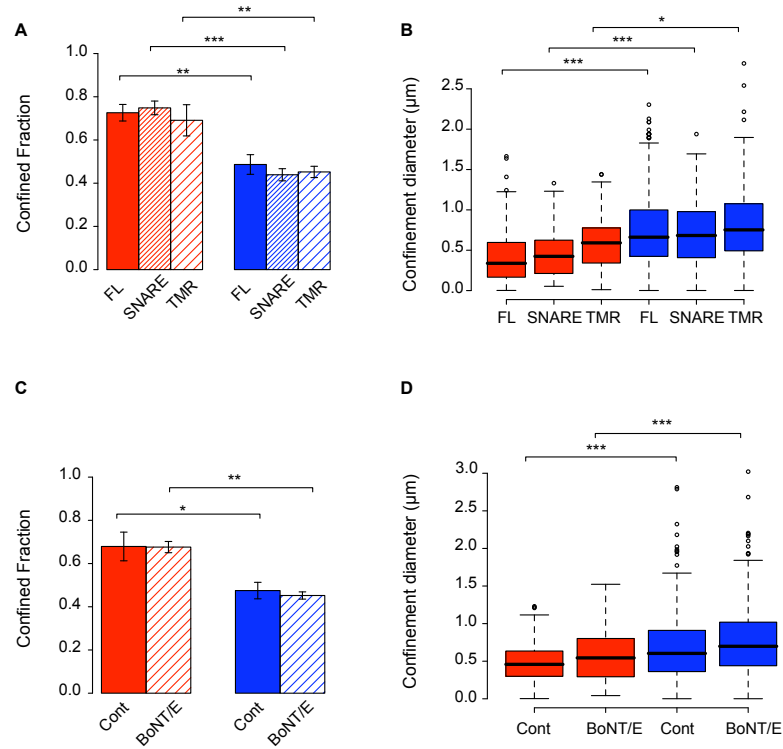 A
**
***
**
Confined Fraction
1.0
0.8
0.6
0.4
0.2
0.0
FL
SNARE
TMR
FL
SNARE
TMR
B
*
***
***
Confinement diameter (μm)
2.5
2.0
1.5
1.0
0.5
0.0
FL SNARE TMR FL SNARE TMR
C
**
*
Confined Fraction
1.0
0.8
0.6
0.4
0.2
0.0
Cont
BoNT/E
Cont
BoNT/E
D
***
***
Confinement diameter (μm)
3.0
2.5
2.0
1.5
1.0
0.5
0.0
Cont BoNT/E Cont BoNT/E